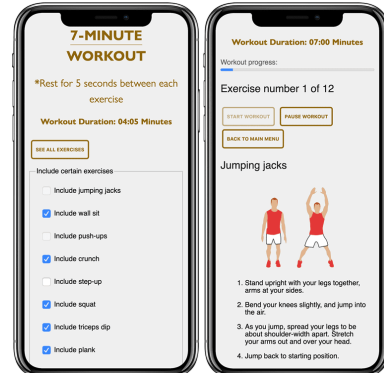 7-MINUTE
WORKOUT
*Rest for 5 seconds between each
exercise
Workout Duration: 04:05 Minutes
SEE ALL EXERCISES
Include certain exercises
Include jumping jacks
Include wall sit
Include push-ups
Include crunch
Include step-up
Include squat
Include triceps dip
Include plank
Workout Duration: 07:00 Minutes
Workout progress:
Exercise number 1 of 12
START WORKOUT
PAUSE WORKOUT
BACK TO MAIN MENU
Jumping jacks
1. Stand upright with your legs together,
arms at your sides.
2. Bend your knees slightly, and jump into
the air.
3. As you jump, spread your legs to be
about shoulder-width apart. Stretch
your arms out and over your head.
4. Jump back to starting position.